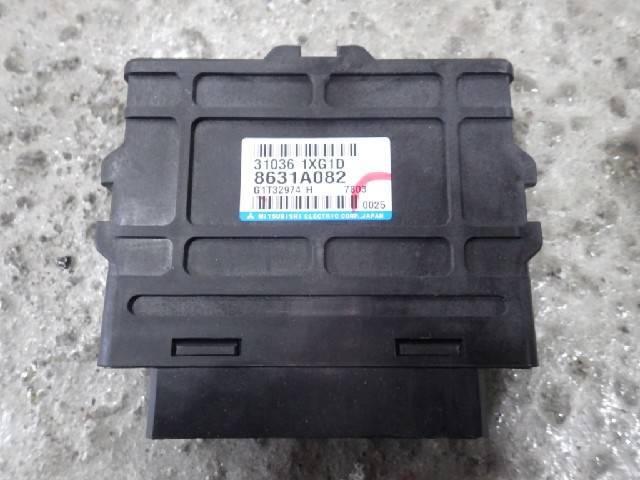 31036 1XG1D
8631A082
G1T32974 H 7803
0025
MITSUBISHI ELECTRIC CORP. JAPAN